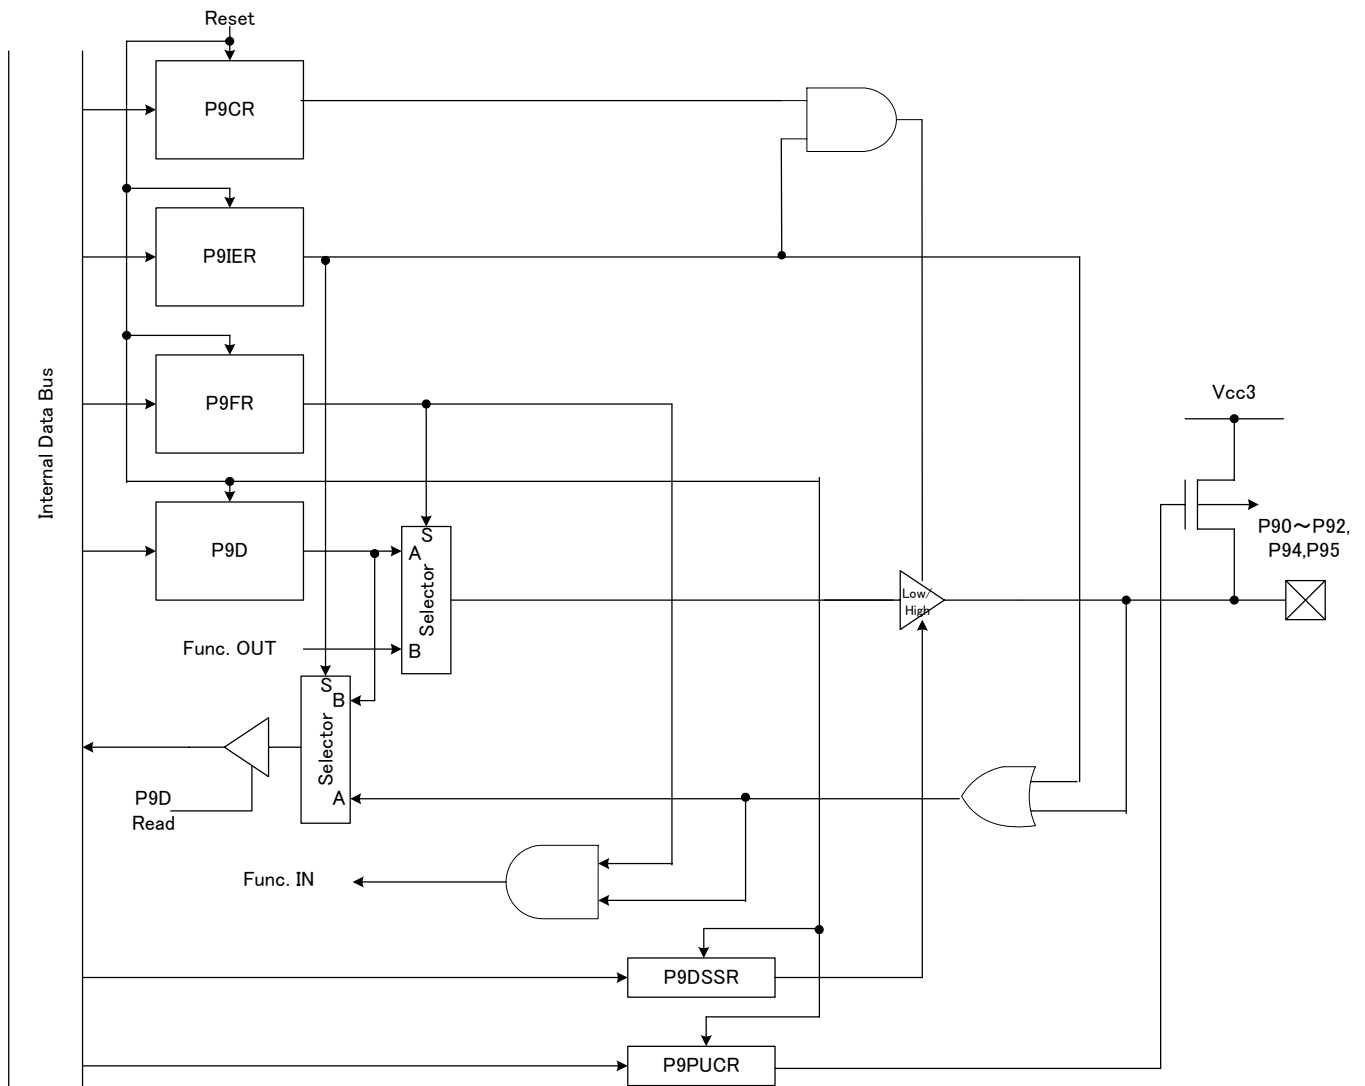 Reset
P9CR
P9IER
P9FR
Internal Data Bus
Vcc3
P90～P92,
P94,P95
P9D
S
A
Selector
B
Low/
High
Func. OUT
S
B
Selector
A
P9D
Read
Func. IN
P9DSSR
P9PUCR